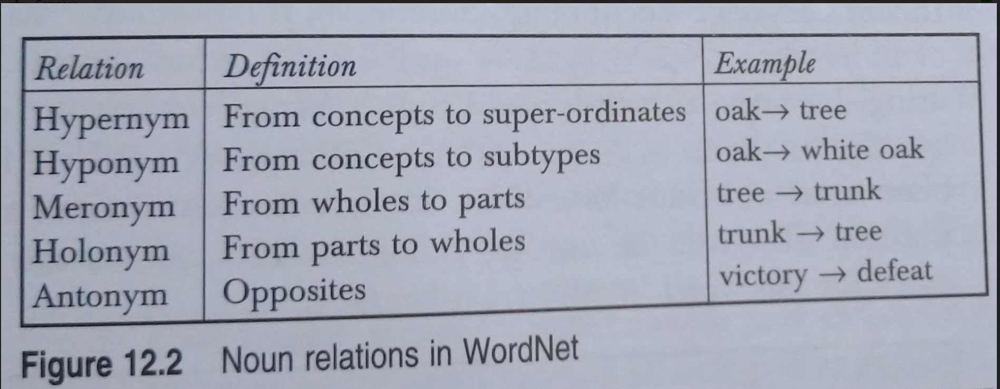 Relation Definition Example
Hypernym From concepts to super-ordinates oak→ tree
Hyponym From concepts to subtypes oak→ white oak
Meronym From wholes to parts tree → trunk
Holonym From parts to wholes trunk → tree
Antonym Opposites victory → defeat
Figure 12.2 Noun relations in WordNet